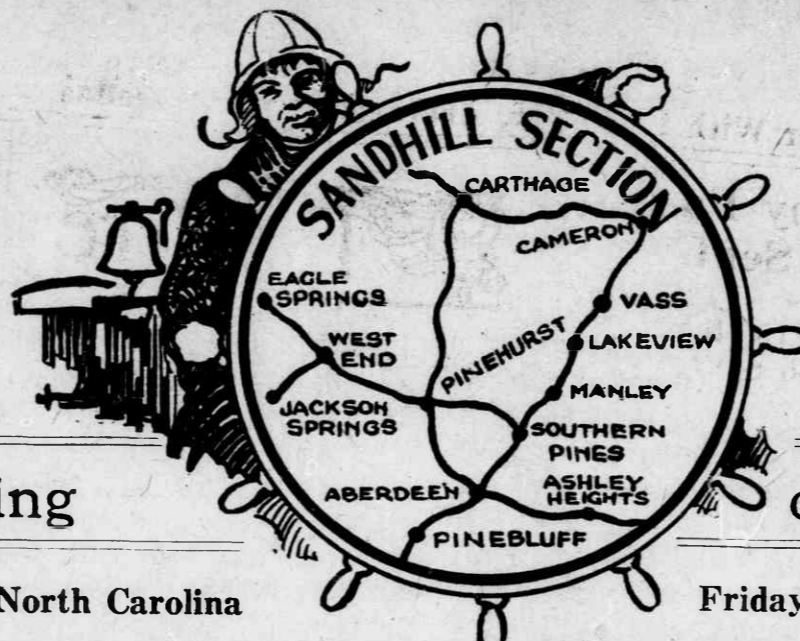 SANDHILL SECTION
CARTHAGE
CAMERON
EAGLE
SPRINGS
VASS
WEST
END
PINEHURST
LAKEVIEW
MANLEY
JACKSON
SPRINGS
SOUTHERN
PINES
ABERDEEN
ASHLEY
HEIGHTS
PINEBLUFF
ing
North Carolina
Friday